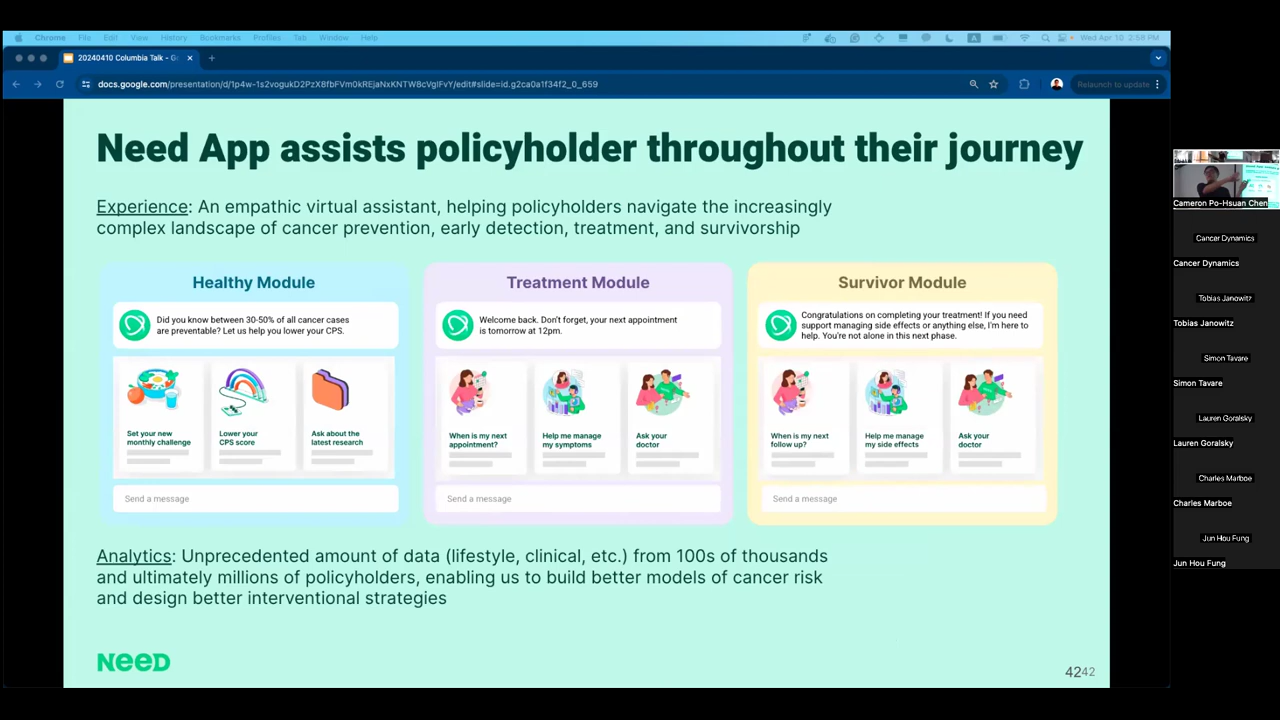 Chrome File Edit View History Bookmarks Profiles Tab Window Help
Wed Apr 10 2:58 PM
20240410 Columbia Talk - Go
docs.google.com/presentation/d/1p4w-1s2vogukD2PzX8fbFVm0kREjaNxKNTW8cVglFvY/edit#slide=id.g2ca0a1f34f2_0_659
Relaunch to update
Need App assists policyholder throughout their journey
Experience: An empathic virtual assistant, helping policyholders navigate the increasingly
complex landscape of cancer prevention, early detection, treatment, and survivorship
Healthy Module
Did you know between 30-50% of all cancer cases
are preventable? Let us help you lower your CPS.
Set your new
monthly challenge
Lower your
CPS score
Ask about the
latest research
Send a message
Treatment Module
Welcome back. Don't forget, your next appointment
is tomorrow at 12pm.
When is my next
appointment?
Help me manage
my symptoms
Ask your
doctor
Send a message
Survivor Module
Congratulations on completing your treatment! If you need
support managing side effects or anything else, I'm here to
help. You're not alone in this next phase.
When is my next
follow up?
Help me manage
my side effects
Ask your
doctor
Send a message
Analytics: Unprecedented amount of data (lifestyle, clinical, etc.) from 100s of thousands
and ultimately millions of policyholders, enabling us to build better models of cancer risk
and design better interventional strategies
NEED
4242
Cameron Po-Hsuan Chen
Cancer Dynamics
Cancer Dynamics
Tobias Janowitz
Tobias Janowitz
Simon Tavare
Simon Tavare
Lauren Goralsky
Lauren Goralsky
Charles Marboe
Charles Marboe
Jun Hou Fung
Jun Hou Fung